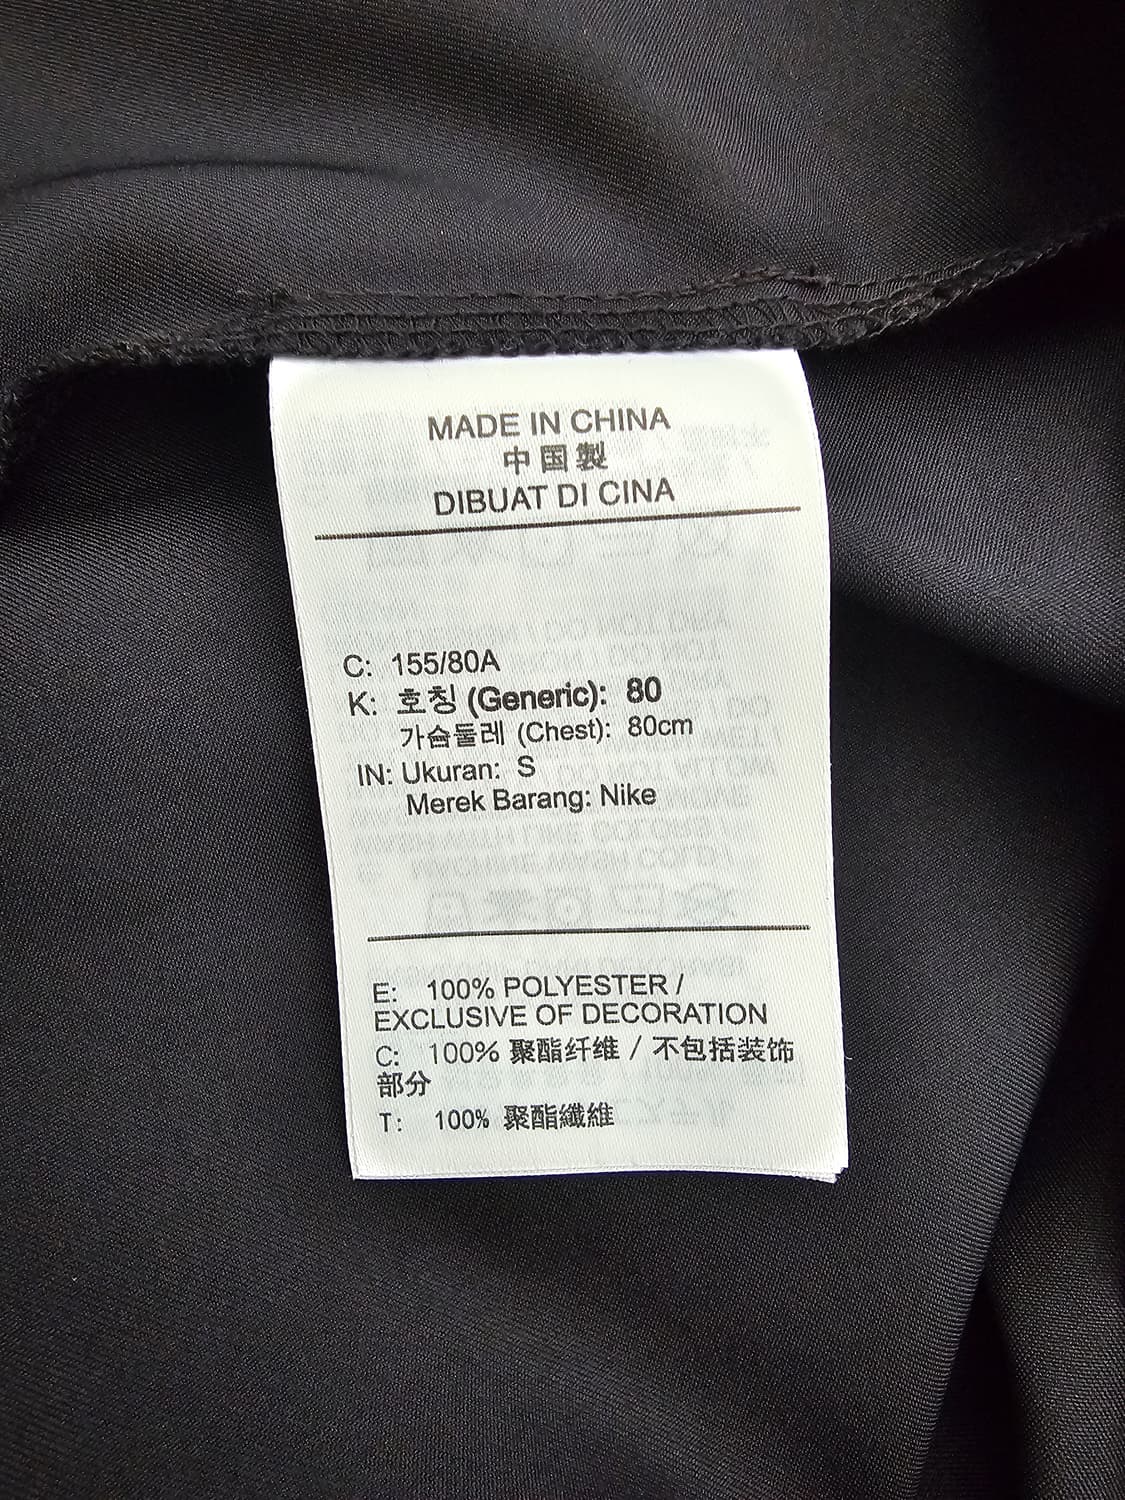 MADE IN CHINA
中国製
DIBUAT DI CINA
C: 155/80A
K: 호칭 (Generic): 80
가슴둘레 (Chest): 80cm
IN: Ukuran: S
Merek Barang: Nike
E: 100% POLYESTER /
EXCLUSIVE OF DECORATION
C: 100% 聚酯纤维 / 不包括装饰
部分
T: 100% 聚酯纖維